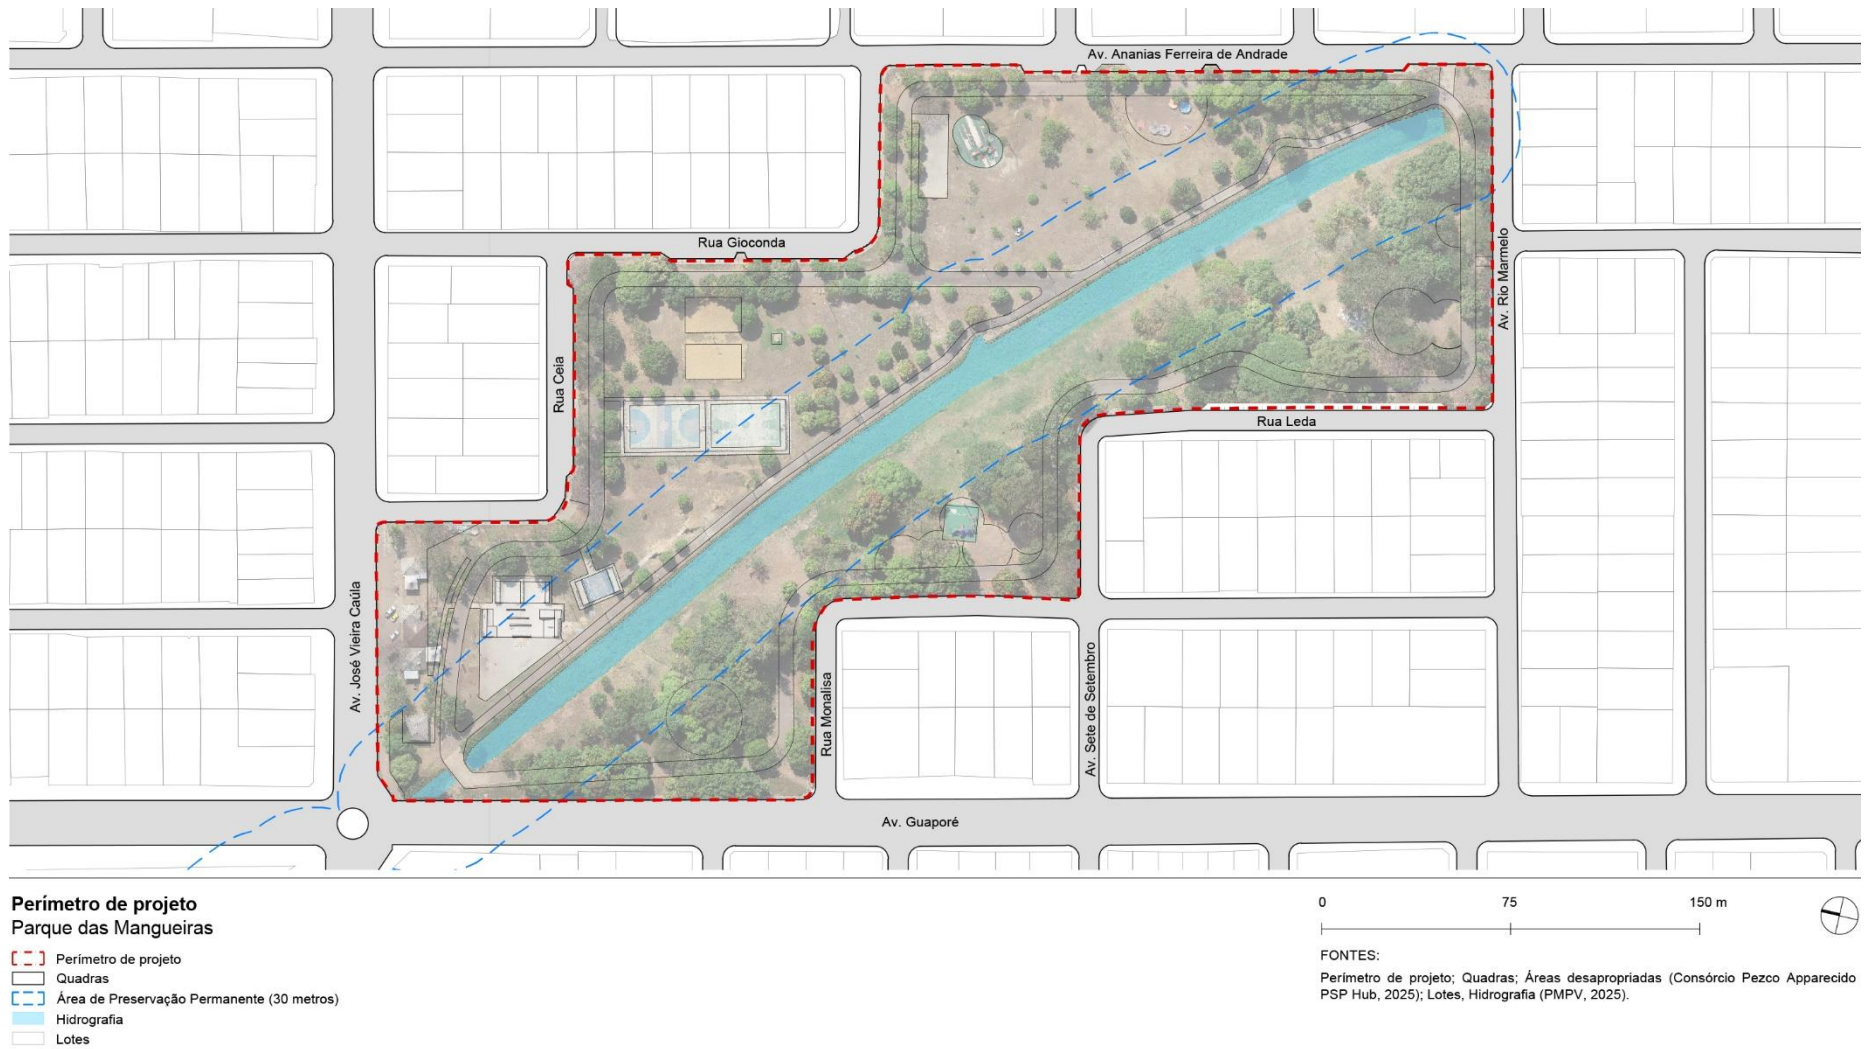 Av. Ananias Ferreira de Andrade
Rua Gioconda
Av. Rio Marmelo
Rua Ceia
Rua Leda
Av. José Vieira Caúla
Rua Monalisa
Av. Sete de Setembro
Av. Guaporé
Perímetro de projeto
Parque das Mangueiras
Perímetro de projeto
Quadras
Área de Preservação Permanente (30 metros)
Hidrografia
Lotes
0 75 150 m
FONTES:
Perímetro de projeto; Quadras; Áreas desapropriadas (Consórcio Pezco Apparecido
PSP Hub, 2025); Lotes, Hidrografia (PMPV, 2025).